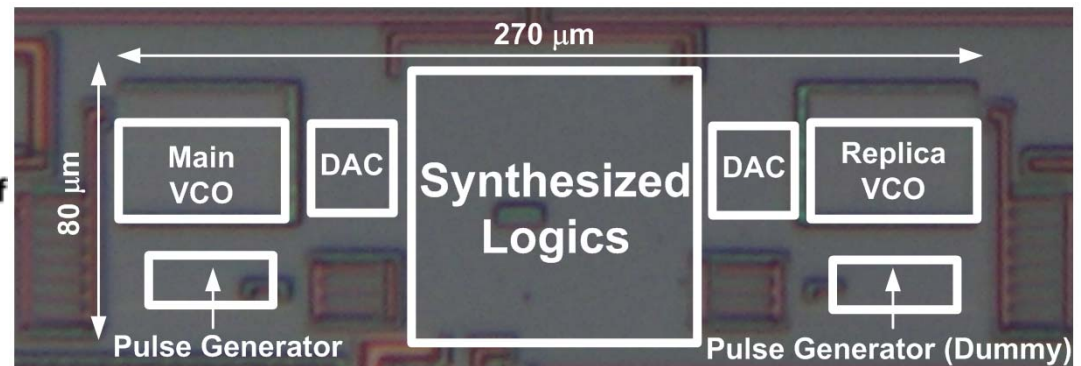 270 μm
80 μm
Main
VCO
DAC
Synthesized
Logics
DAC
Replica
VCO
Pulse Generator
Pulse Generator (Dummy)
f